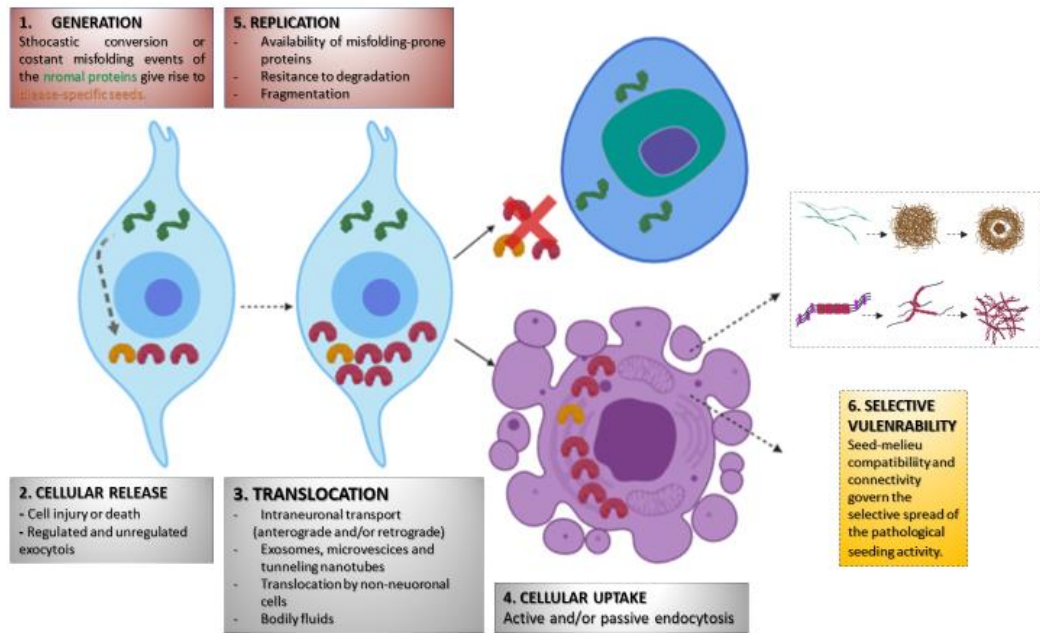 1. GENERATION
Sthocastic conversion or
costant misfolding events of
the nromal proteins give rise to
diease-specific seeds.
5. REPLICATION
- Availability of misfolding-prone
proteins
- Resitance to degradation
- Fragmentation
2. CELLULAR RELEASE
- Cell injury or death
- Regulated and unregulated
exocytois
3. TRANSLOCATION
- Intraneuronal transport
(anterograde and/or retrograde)
- Exosomes, microvescices and
tunneling nanotubes
- Translocation by non-neuoronal
cells
- Bodily fluids
4. CELLULAR UPTAKE
Active and/or passive endocytosis
6. SELECTIVE
VULENRABILITY
Seed-melieu
compatibility and
connectivity
govern the
selective spread of
the pathological
seeding activity.